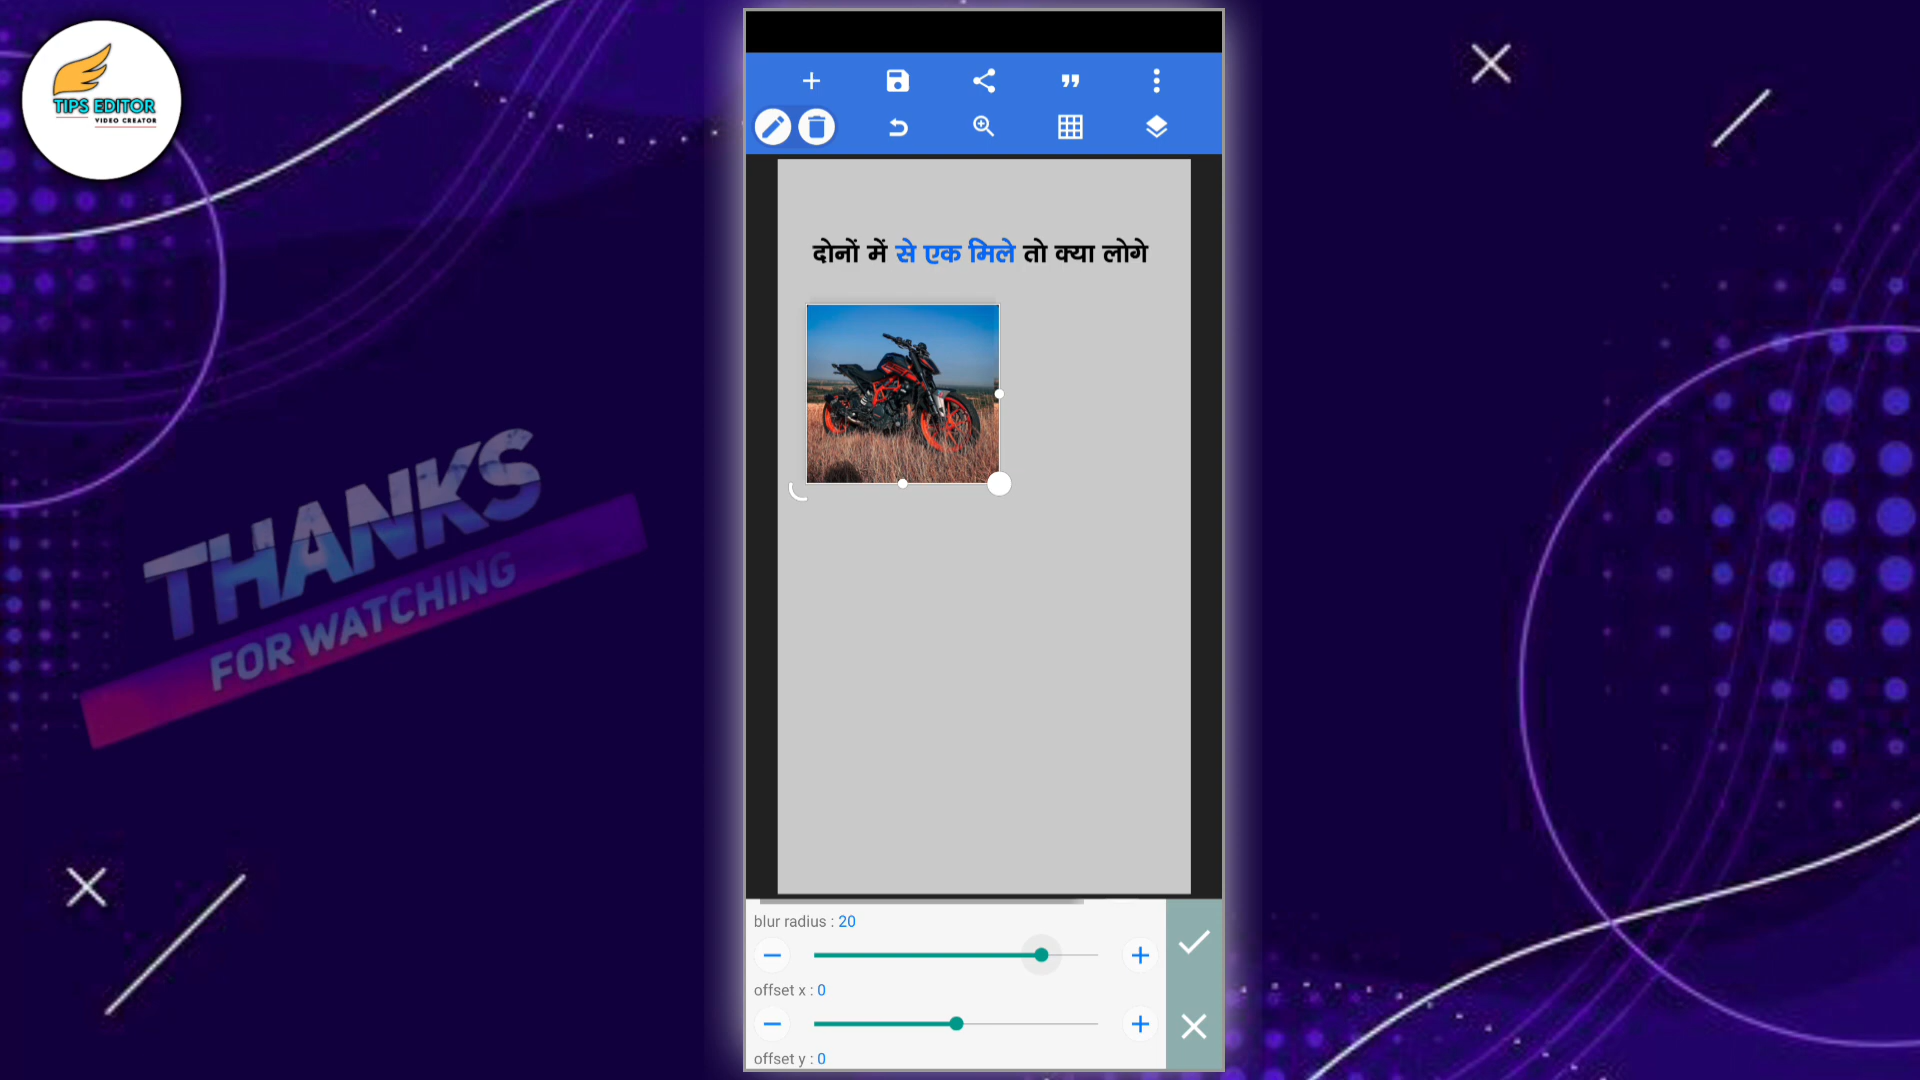 TIPS EDITOR
VIDEO CREATOR
दोनों में से एक मिले तो क्या लोगे
THANKS
FOR WATCHING
blur radius : 20
offset x : 0
offset y : 0